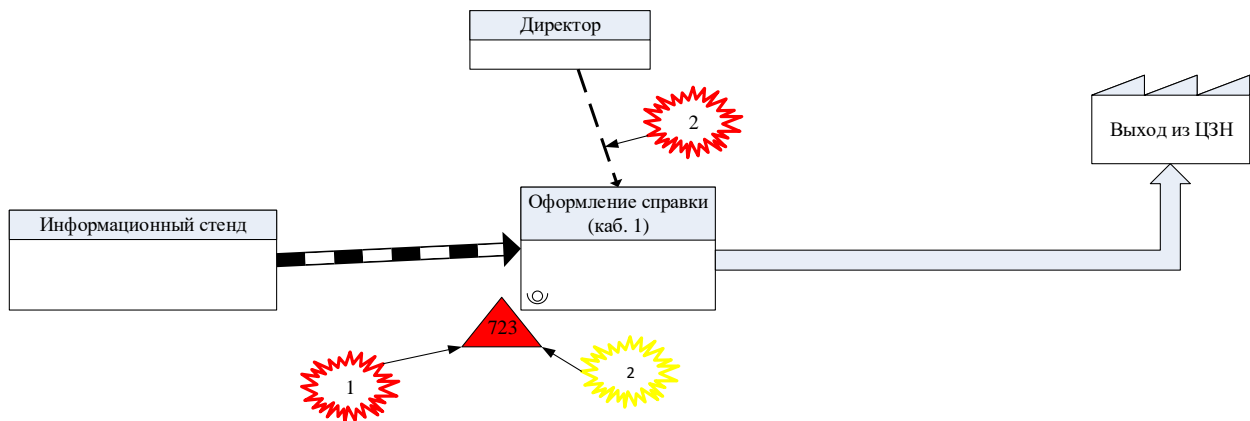 Директор
2
Выход из ЦЗН
Информационный стенд
Оформление справки
(каб. 1)
723
1
2